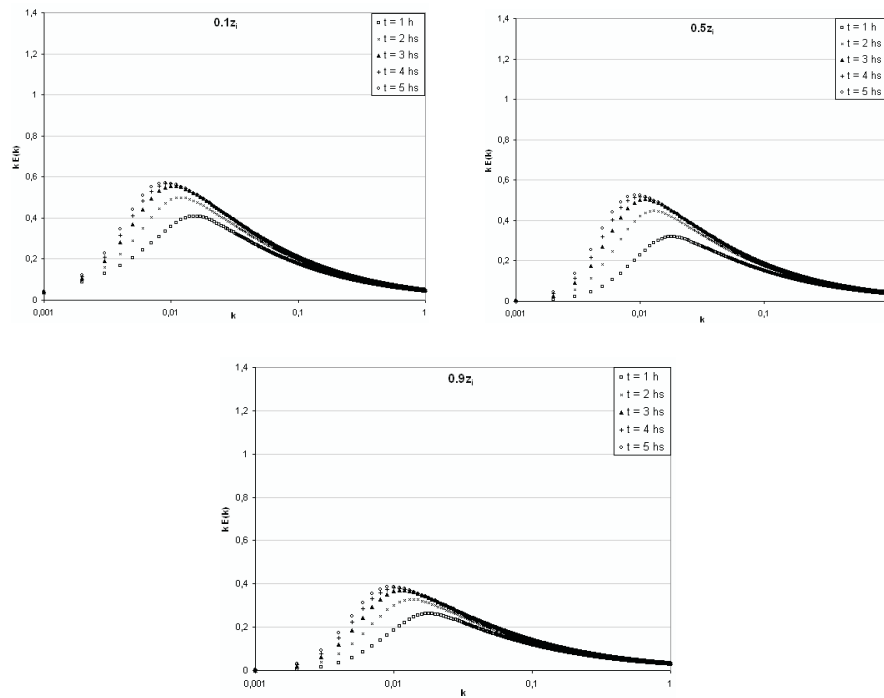 0.1zi
1,4
1,2
1
0,8
0,6
0,4
0,2
0
k E(k)
0,001
0,01
0,1
1
k
t = 1 h
t = 2 hs
t = 3 hs
t = 4 hs
t = 5 hs
0.5zi
1,4
1,2
1
0,8
0,6
0,4
0,2
0
k E(k)
0,001
0,01
0,1
k
t = 1 h
t = 2 hs
t = 3 hs
t = 4 hs
t = 5 hs
0.9zi
1,4
1,2
1
0,8
0,6
0,4
0,2
0
k E(k)
0,001
0,01
0,1
1
k
t = 1 h
t = 2 hs
t = 3 hs
t = 4 hs
t = 5 hs